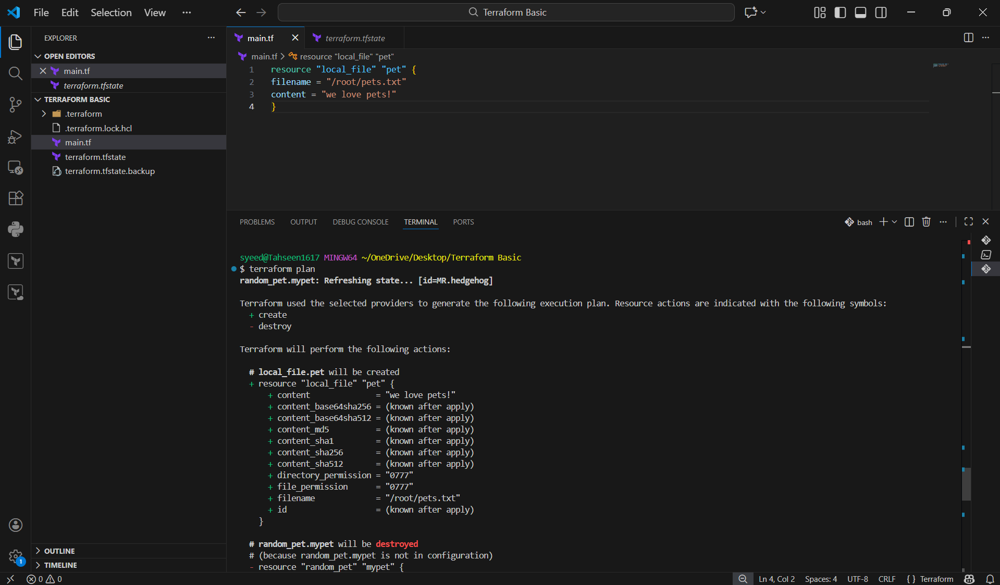 File Edit Selection View ···
Terraform Basic
EXPLORER ···
OPEN EDITORS
main.tf
terraform.tfstate
TERRAFORM BASIC
.terraform
.terraform.lock.hcl
main.tf
terraform.tfstate
terraform.tfstate.backup
OUTLINE
TIMELINE
1
main.tf
terraform.tfstate
main.tf > resource "local_file" "pet"
1 resource "local_file" "pet" {
2 filename = "/root/pets.txt"
3 content = "we love pets!"
4 }
PROBLEMS OUTPUT DEBUG CONSOLE TERMINAL PORTS
bash
syeed@Tahseen1617 MINGW64 ~/OneDrive/Desktop/Terraform Basic
$ terraform plan
random_pet.mypet: Refreshing state... [id=MR.hedgehog]
Terraform used the selected providers to generate the following execution plan. Resource actions are indicated with the following symbols:
+ create
- destroy
Terraform will perform the following actions:
# local_file.pet will be created
+ resource "local_file" "pet" {
+ content = "we love pets!"
+ content_base64sha256 = (known after apply)
+ content_base64sha512 = (known after apply)
+ content_md5 = (known after apply)
+ content_sha1 = (known after apply)
+ content_sha256 = (known after apply)
+ content_sha512 = (known after apply)
+ directory_permission = "0777"
+ file_permission = "0777"
+ filename = "/root/pets.txt"
+ id = (known after apply)
}
# random_pet.mypet will be destroyed
# (because random_pet.mypet is not in configuration)
- resource "random_pet" "mypet" {
0 0
Ln 4, Col 2 Spaces: 4 UTF-8 CRLF { } Terraform